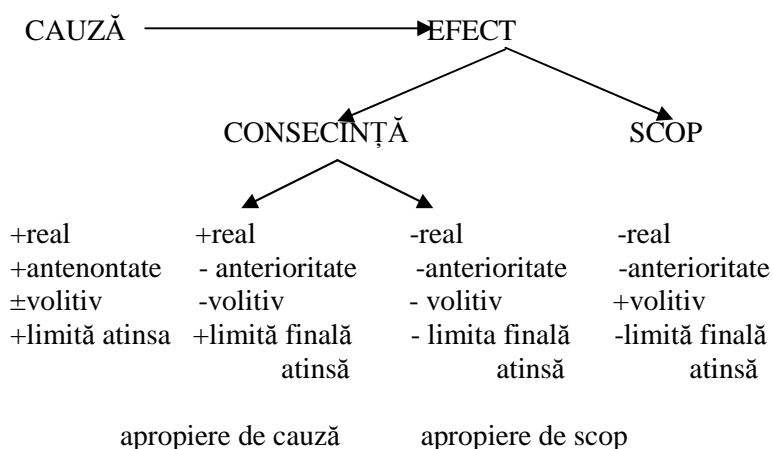 CAUZĂ EFECT
CONSECINȚĂ SCOP
+real +real -real -real
+antenontate - anterioritate -anterioritate -anterioritate
±volitiv -volitiv - volitiv +volitiv
+limită atinsa +limită finală - limita finală -limită finală
atinsă atinsă atinsă
apropiere de cauză apropiere de scop